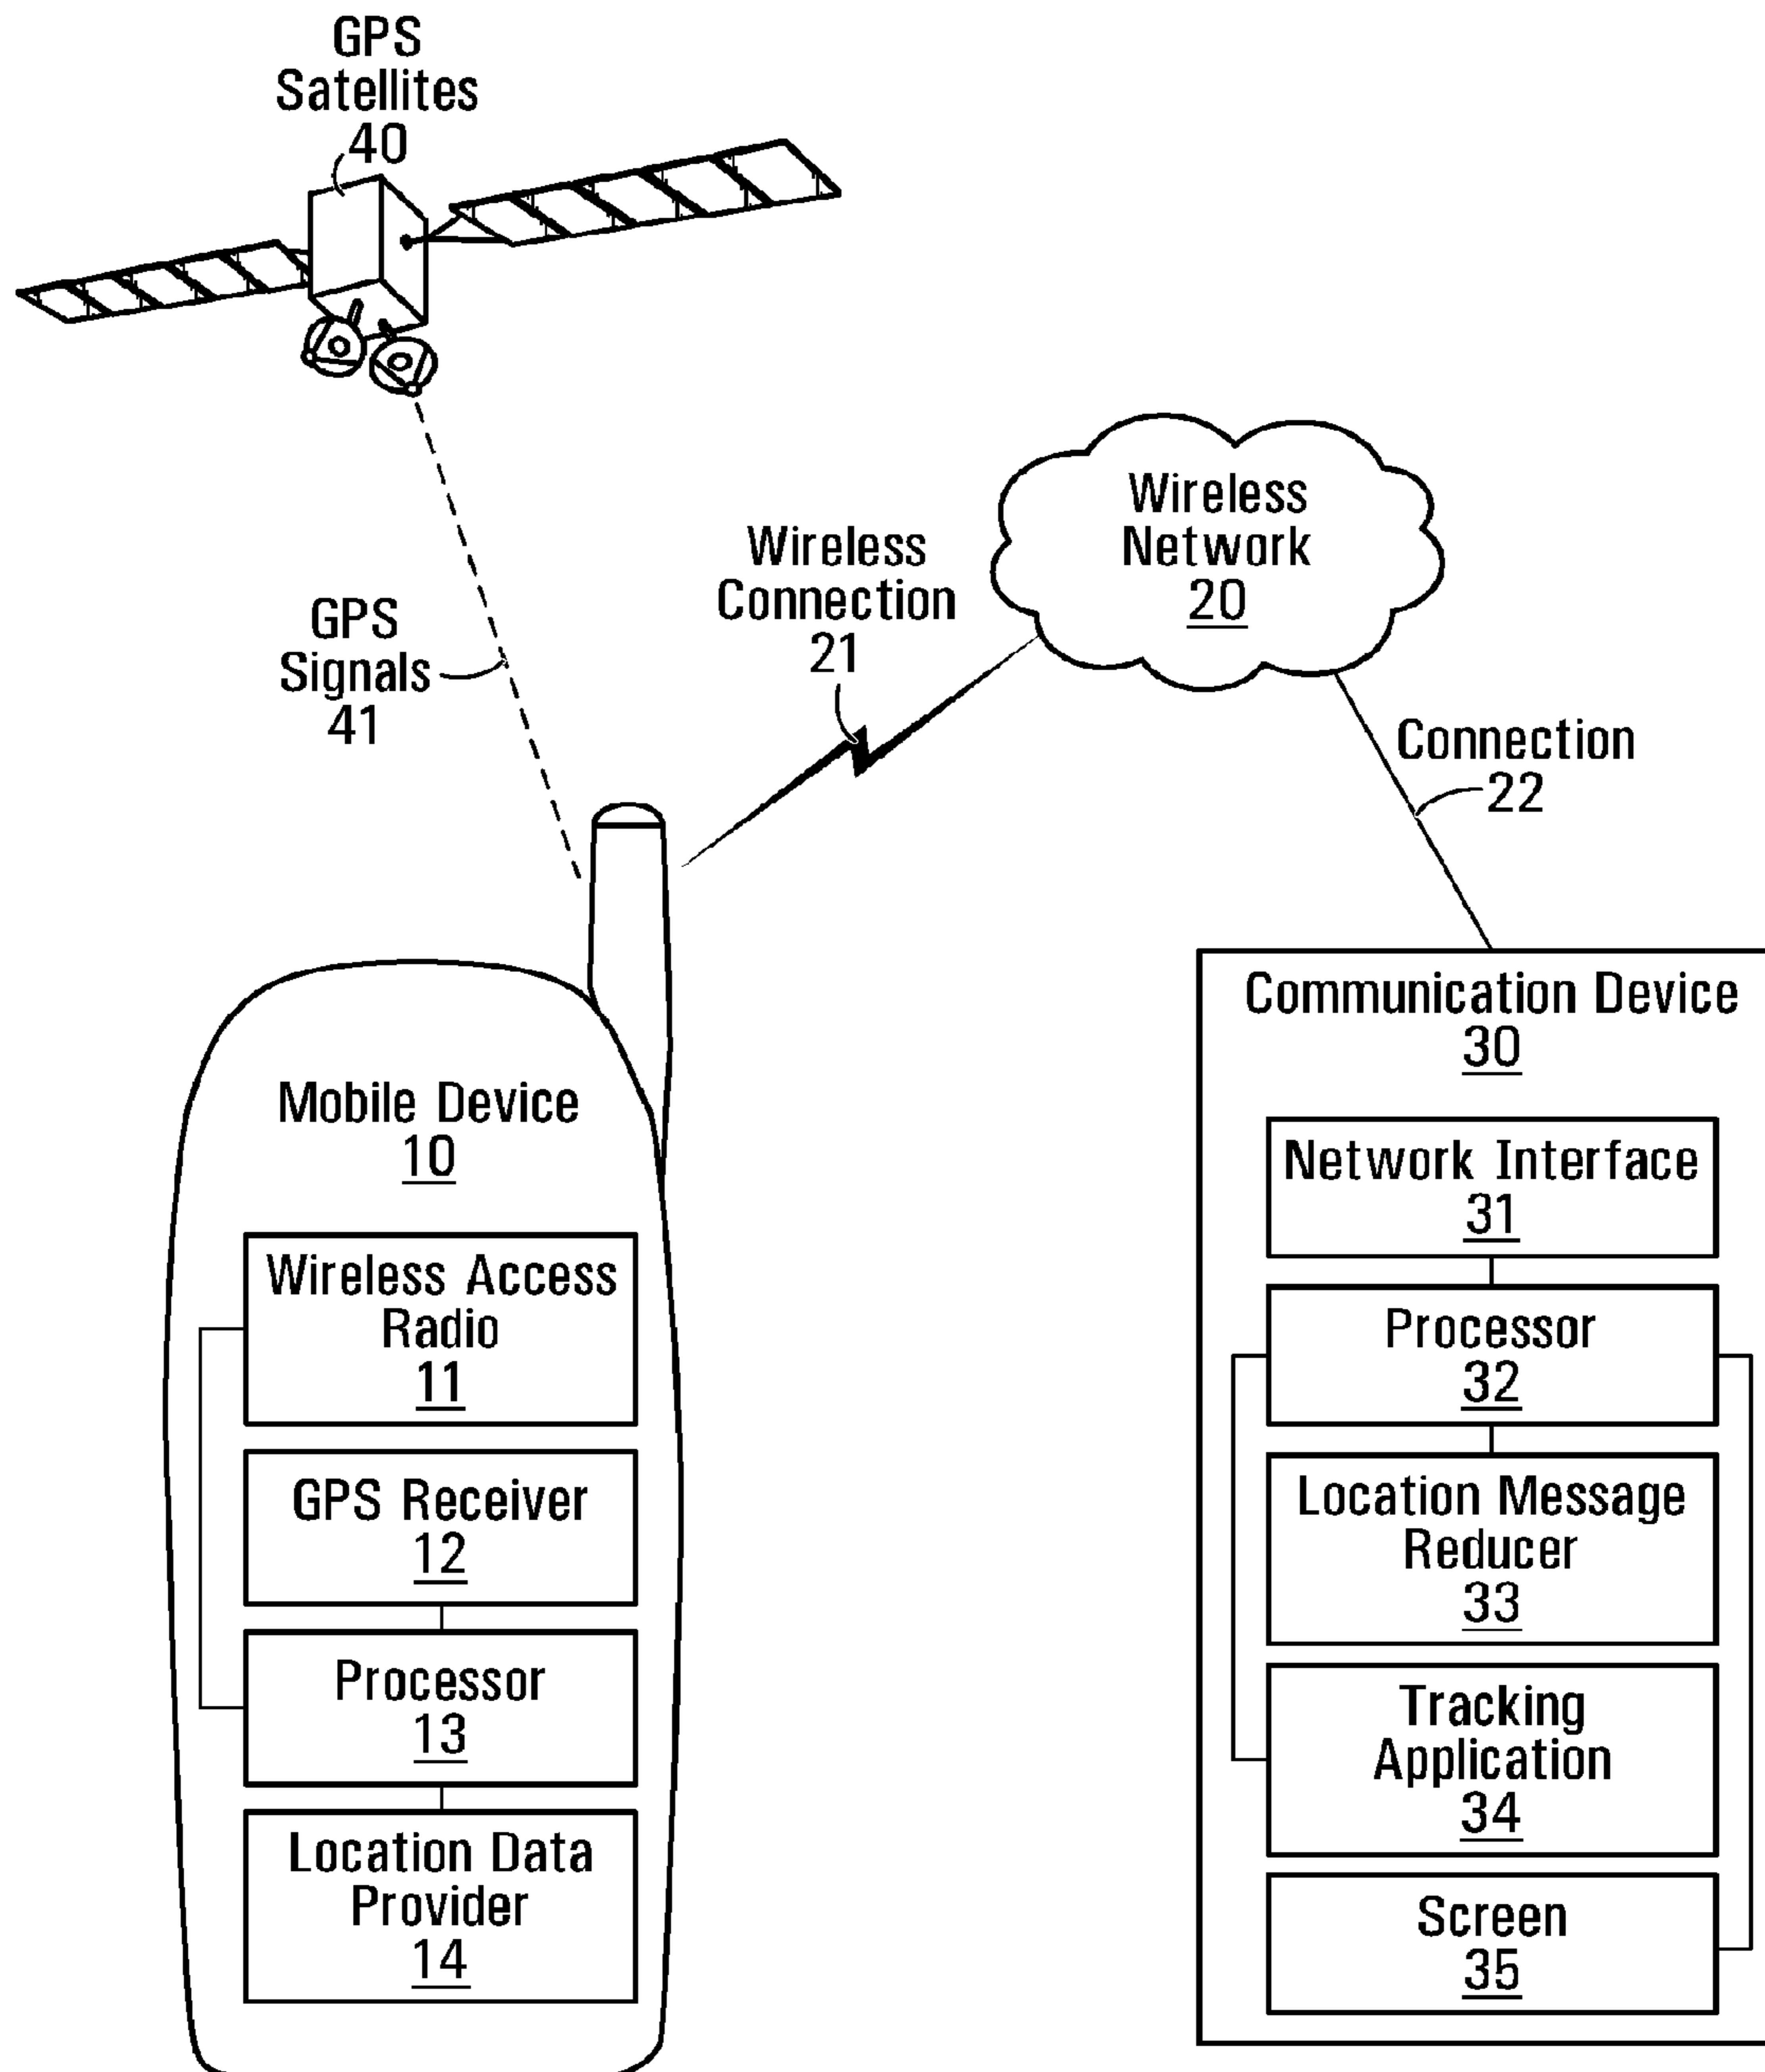 GPS
Satellites
40
GPS
Signals
41
Wireless
Connection
21
Wireless
Network
20
Connection
22
Mobile Device
10
Wireless Access
Radio
11
GPS Receiver
12
Processor
13
Location Data
Provider
14
Communication Device
30
Network Interface
31
Processor
32
Location Message
Reducer
33
Tracking
Application
34
Screen
35